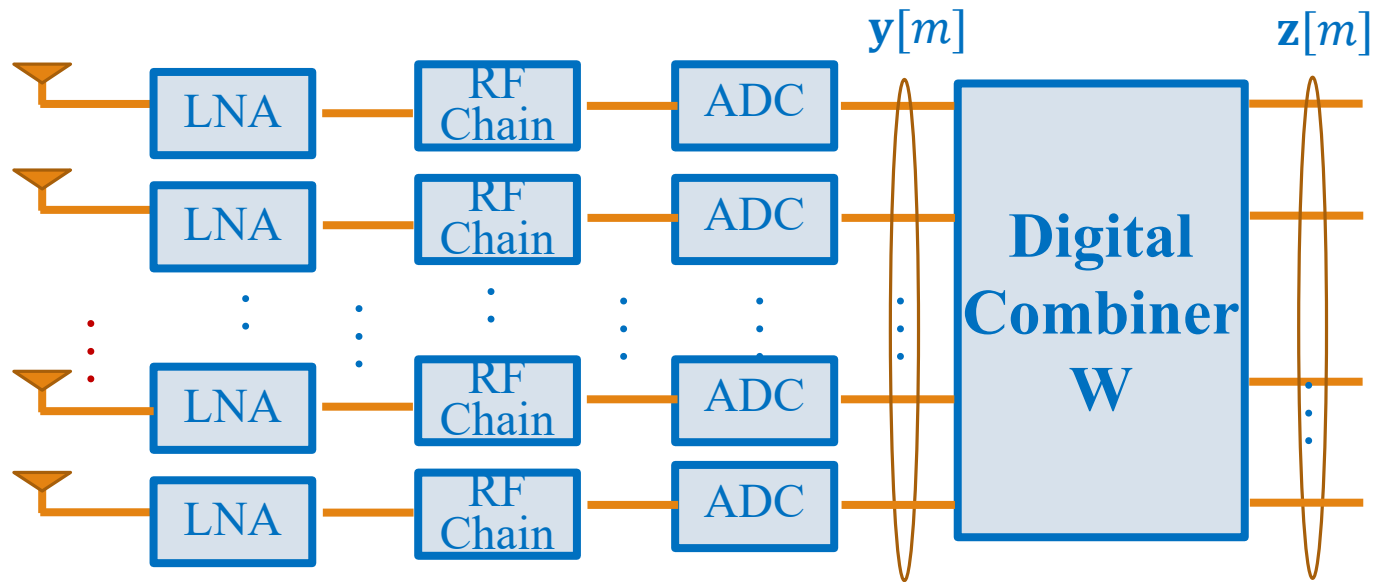 y[m]
z[m]
LNA
RF
Chain
ADC
LNA
RF
Chain
ADC
Digital
Combiner
W
LNA
RF
Chain
ADC
LNA
RF
Chain
ADC